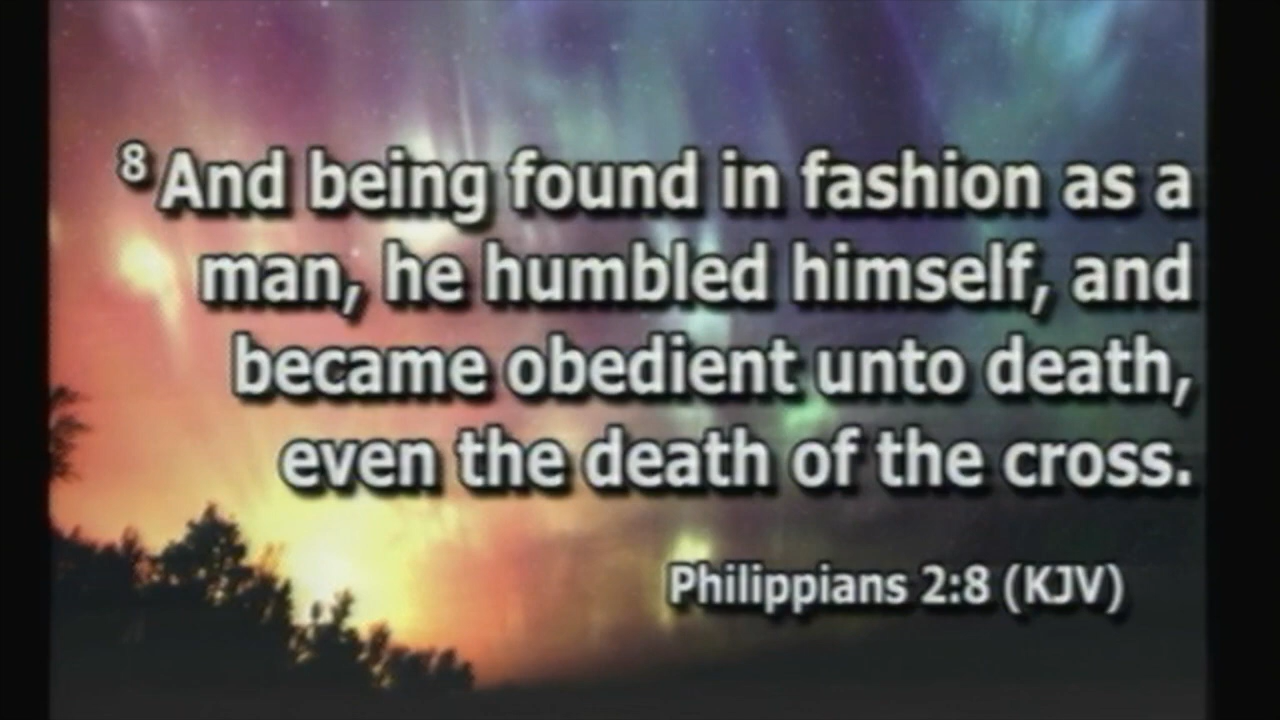 8 And being found in fashion as a
man, he humbled himself, and
became obedient unto death,
even the death of the cross.
Philippians 2:8 (KJV)